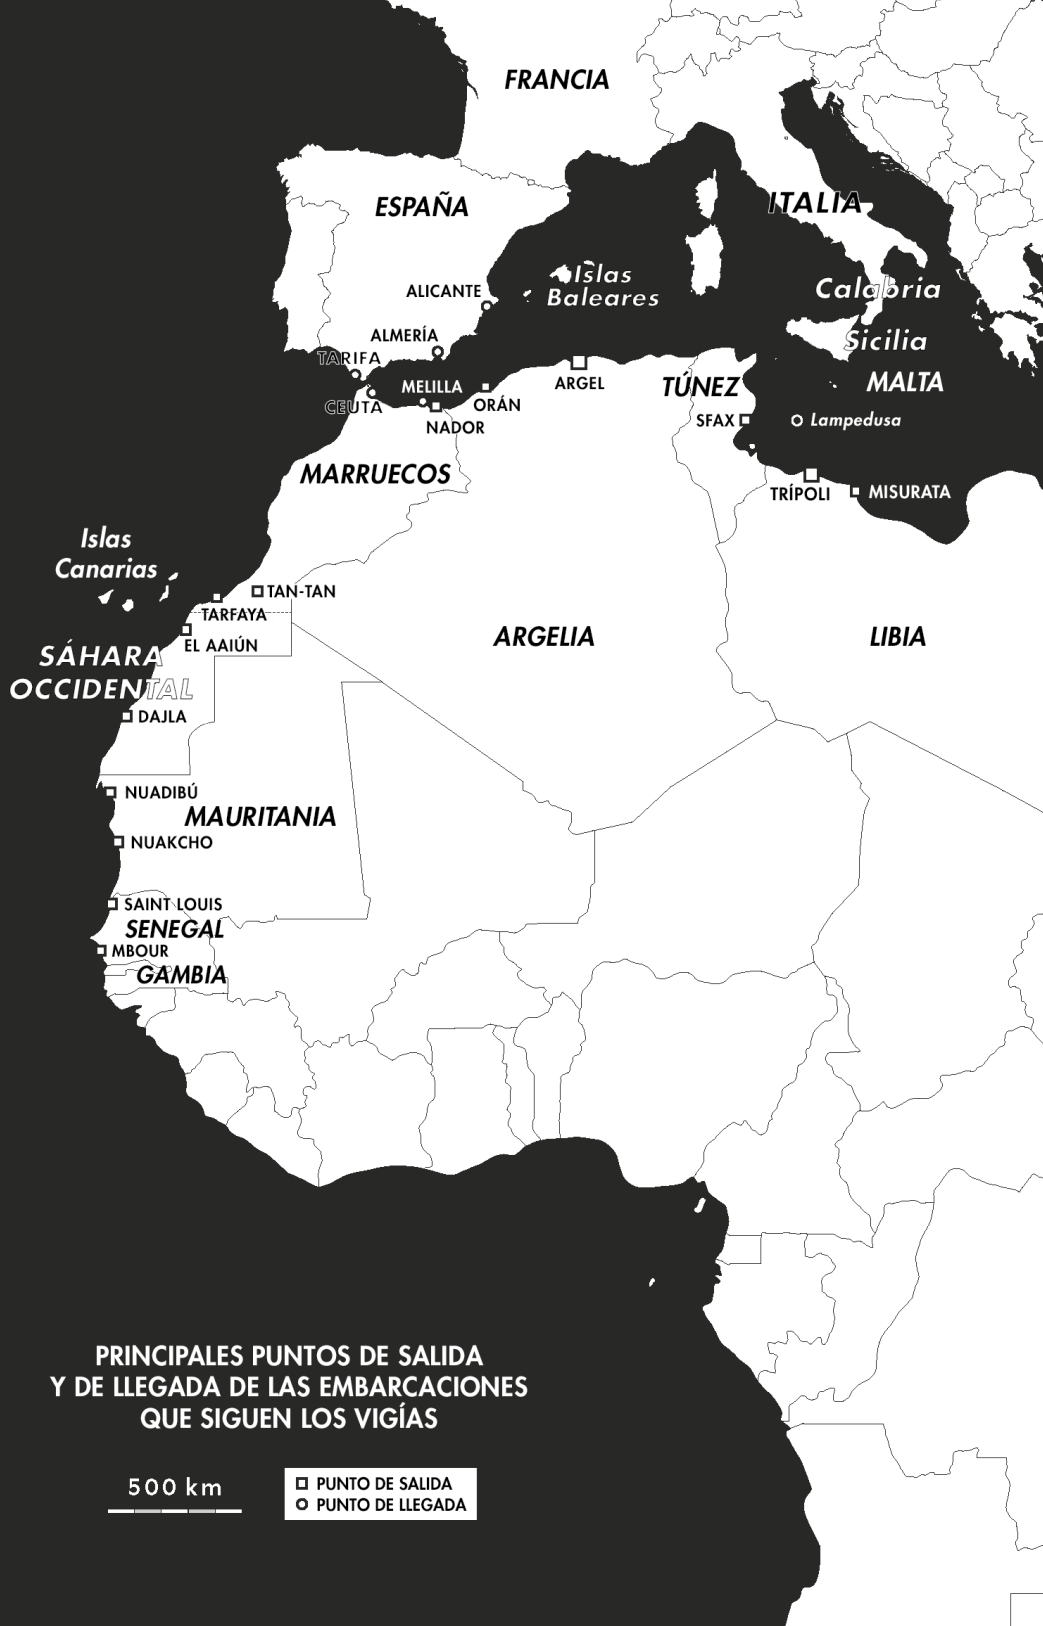 FRANCIA
ESPAÑA
ITALIA
Islas
Baleares
ALICANTE
Calabria
ALMERÍA
Sicilia
TARIFA
MELILLA
ARGEL
TÚNEZ
MALTA
CEUTA
ORÁN
NADOR
SFAX
Lampedusa
MARRUECOS
TRÍPOLI
MISURATA
Islas
Canarias
TAN-TAN
TARFAYA
EL AAIÚN
ARGELIA
LIBIA
SÁHARA
OCCIDENTAL
DAJLA
NUADIBÚ
MAURITANIA
NUAKCHO
SAINT LOUIS
SENEGAL
MBOUR
GAMBIA
PRINCIPALES PUNTOS DE SALIDA
Y DE LLEGADA DE LAS EMBARCACIONES
QUE SIGUEN LOS VIGÍAS
500 km
PUNTO DE SALIDA
PUNTO DE LLEGADA